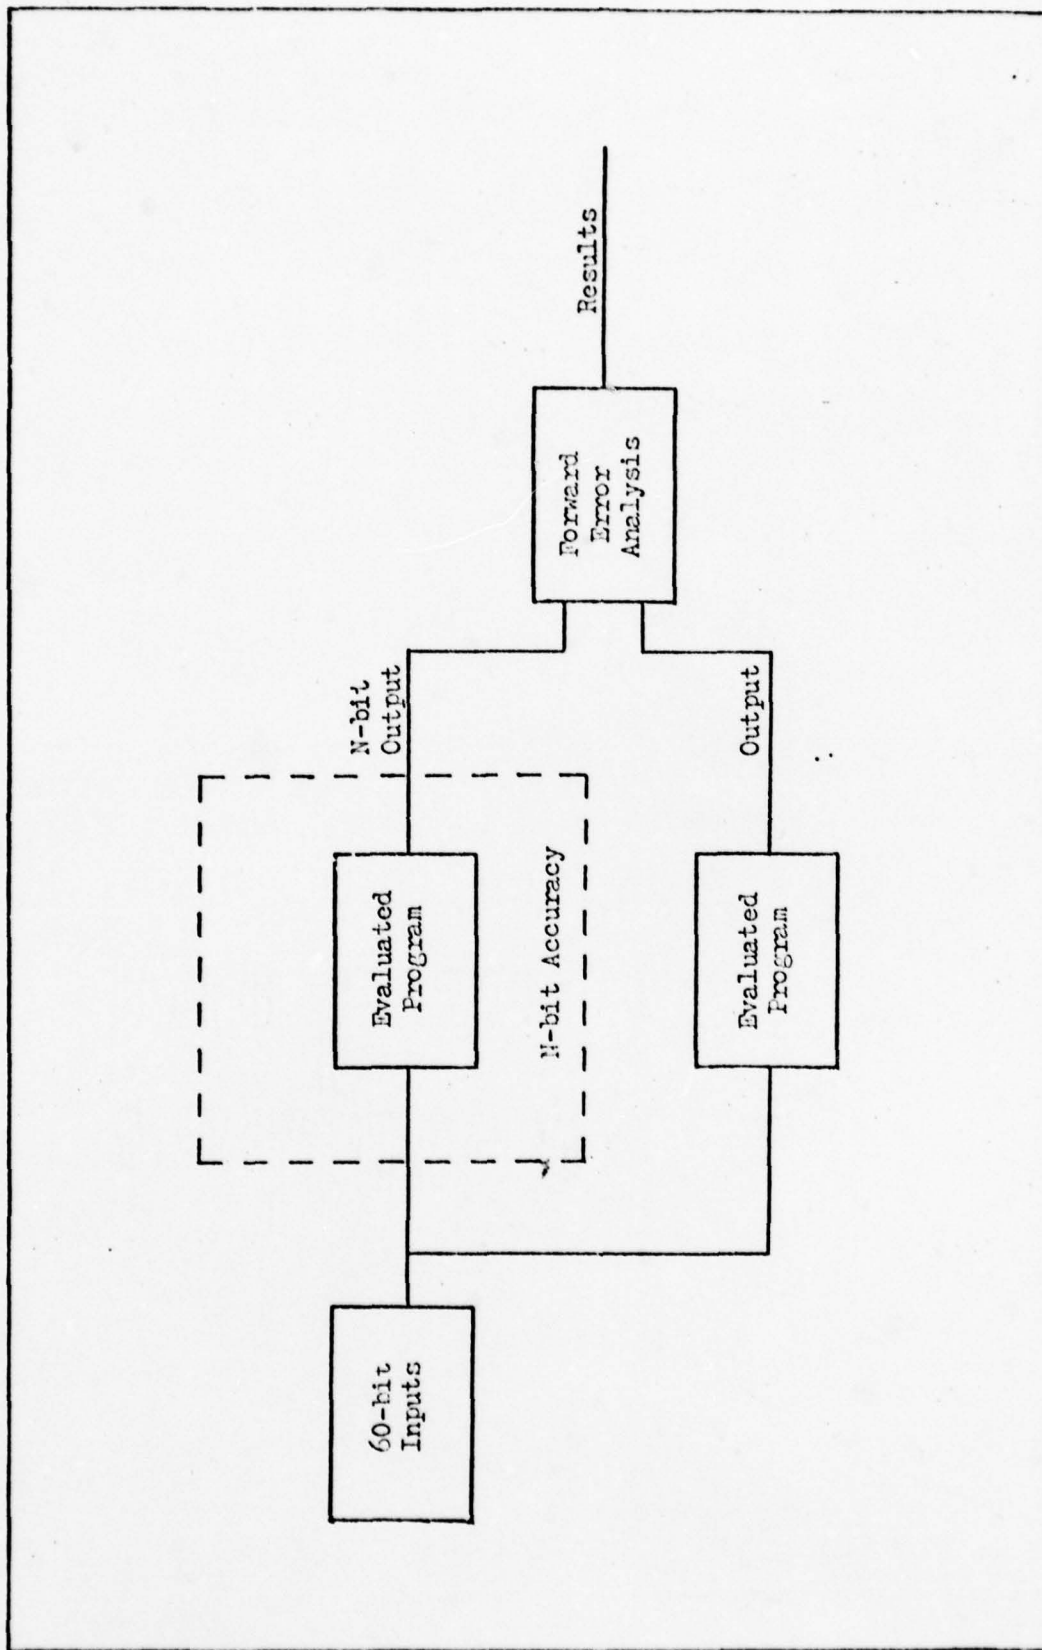 60-bit
Inputs
Evaluated
Program
N-bit Accuracy
N-bit
Output
Evaluated
Program
Output
Forward
Error
Analysis
Results